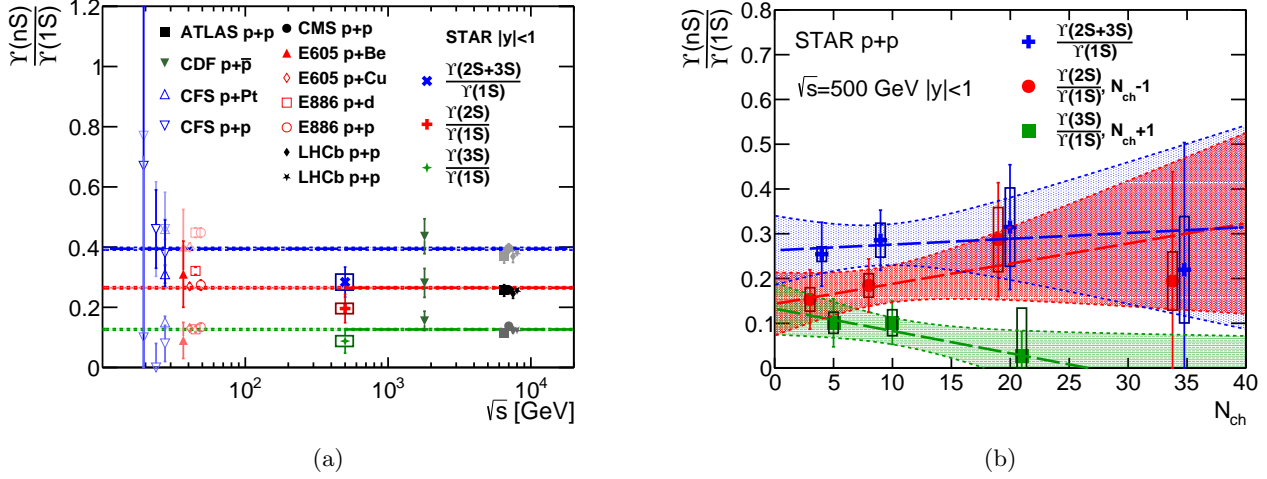 ϒ(nS)
ϒ(1S)
1.2
1
0.8
0.6
0.4
0.2
0
ATLAS p+p
CDF p+p̅
CFS p+Pt
CFS p+p
CMS p+p
E605 p+Be
E605 p+Cu
E886 p+d
E886 p+p
LHCb p+p
LHCb p+p
STAR |y|<1
ϒ(2S+3S)
ϒ(1S)
ϒ(2S)
ϒ(1S)
ϒ(3S)
ϒ(1S)
10²
10³
10⁴
√s [GeV]
(a)
ϒ(nS)
ϒ(1S)
0.8
0.7
0.6
0.5
0.4
0.3
0.2
0.1
0
STAR p+p
√s=500 GeV |y|<1
ϒ(2S+3S)
ϒ(1S)
ϒ(2S)
ϒ(1S), N_ch-1
ϒ(3S)
ϒ(1S), N_ch+1
0 5 10 15 20 25 30 35 40
N_ch
(b)